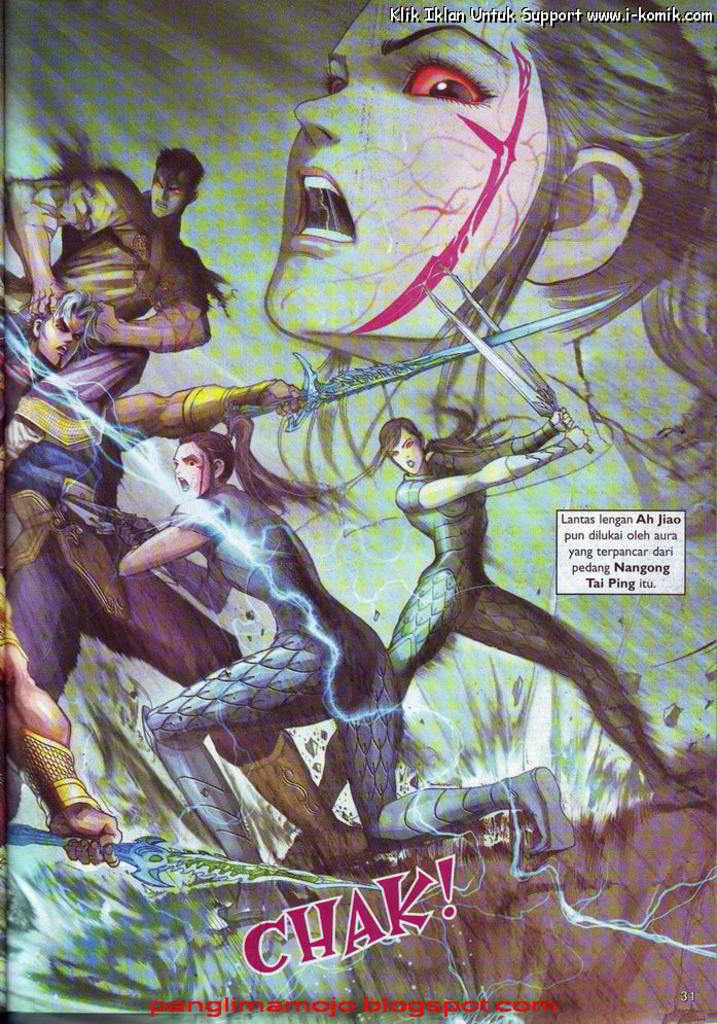 Klik Iklan Untuk Support www.i-komik.com
Lantas lengan Ah Jiao
pun dilukai oleh aura
yang terpancar dari
pedang Nangong
Tai Ping itu.
CHAK!
31
panglimamojo.blogspot.com